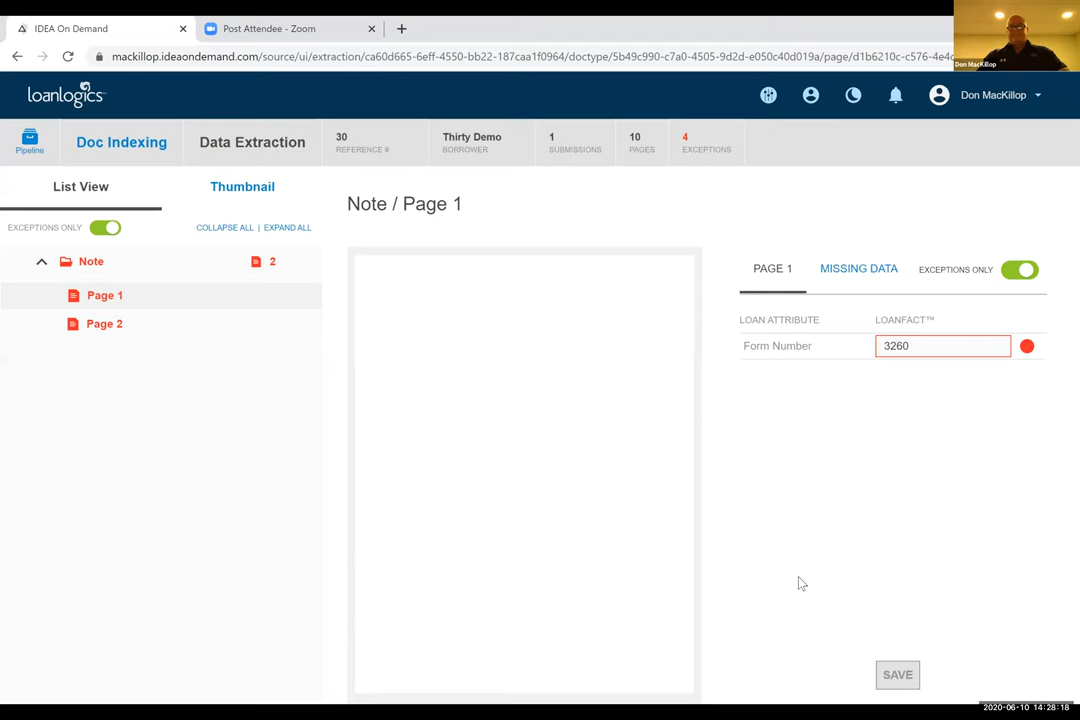 IDEA On Demand
Post Attendee - Zoom
mackillop.ideaondemand.com/source/ui/extraction/ca60d665-6eff-4550-bb22-187caa1f0964/doctype/5b49c990-c7a0-4505-9d2d-e050c40d019a/page/d1b6210c-c576-4e4c
Don MacKillop
loanlogics
Don MacKillop
Pipeline
Doc Indexing
Data Extraction
30
REFERENCE #
Thirty Demo
BORROWER
1
SUBMISSIONS
10
PAGES
4
EXCEPTIONS
List View
Thumbnail
EXCEPTIONS ONLY
COLLAPSE ALL | EXPAND ALL
Note 2
Page 1
Page 2
Note / Page 1
PAGE 1
MISSING DATA
EXCEPTIONS ONLY
LOAN ATTRIBUTE
LOANFACT™
Form Number
3260
SAVE
2020-06-10 14:28:18